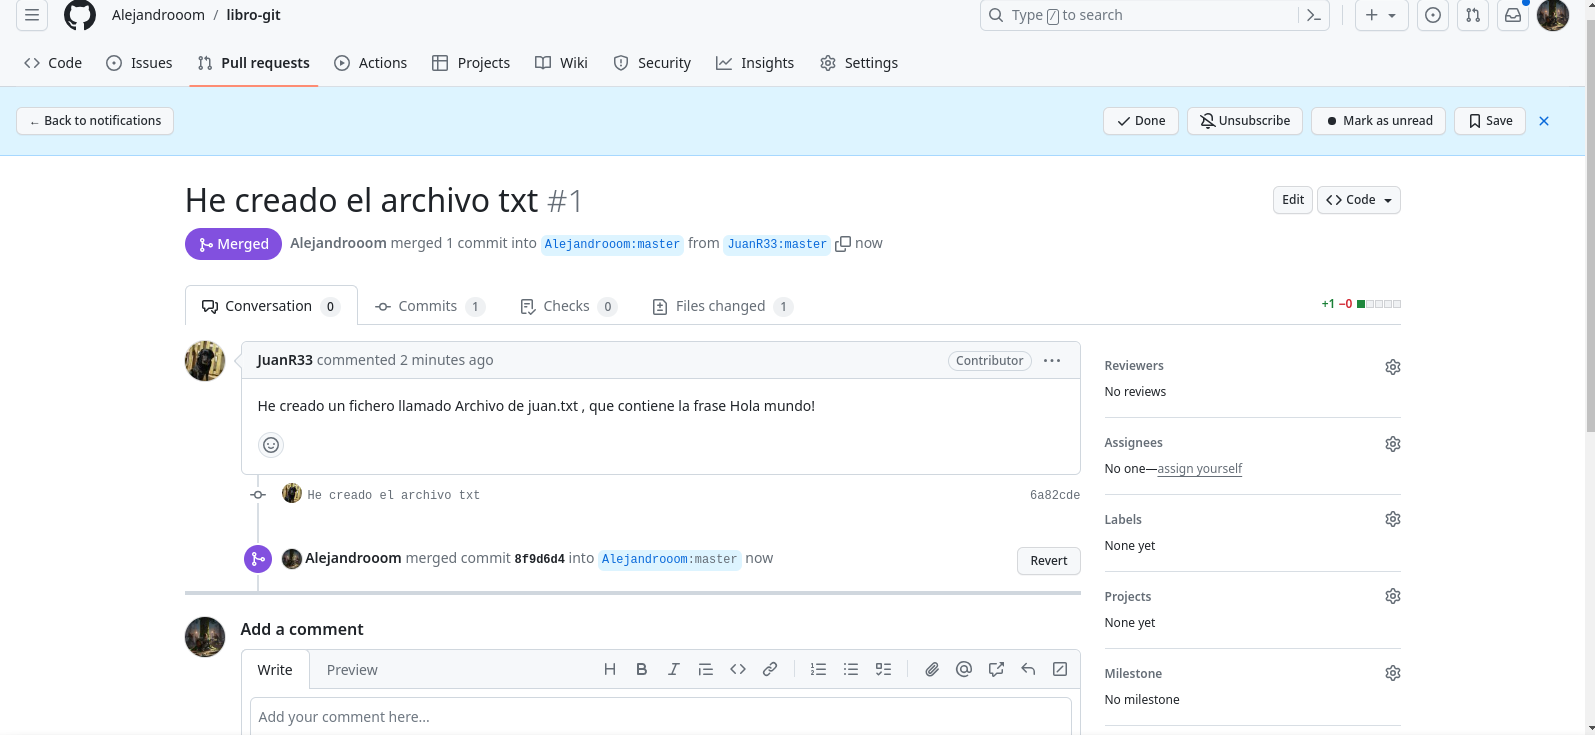 Alejandrooom / libro-git
Type / to search
Code Issues Pull requests Actions Projects Wiki Security Insights Settings
← Back to notifications
Done Unsubscribe Mark as unread Save
He creado el archivo txt #1
Edit Code
Merged Alejandrooom merged 1 commit into Alejandrooom:master from JuanR33:master now
Conversation 0 Commits 1 Checks 0 Files changed 1
+1 −0
JuanR33 commented 2 minutes ago
Contributor
He creado un fichero llamado Archivo de juan.txt , que contiene la frase Hola mundo!
He creado el archivo txt
6a82cde
Alejandrooom merged commit 8f9d6d4 into Alejandrooom:master now
Revert
Add a comment
Write Preview
Add your comment here...
Reviewers
No reviews
Assignees
No one—assign yourself
Labels
None yet
Projects
None yet
Milestone
No milestone